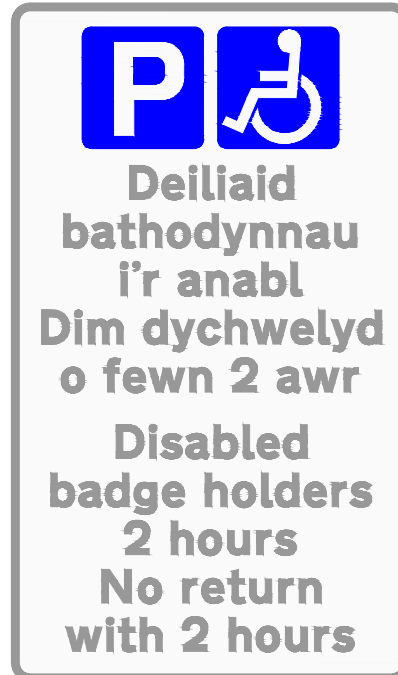 P
Deiliaid
bathodynnau
i'r anabl
Dim dychwelyd
o fewn 2 awr
Disabled
badge holders
2 hours
No return
with 2 hours